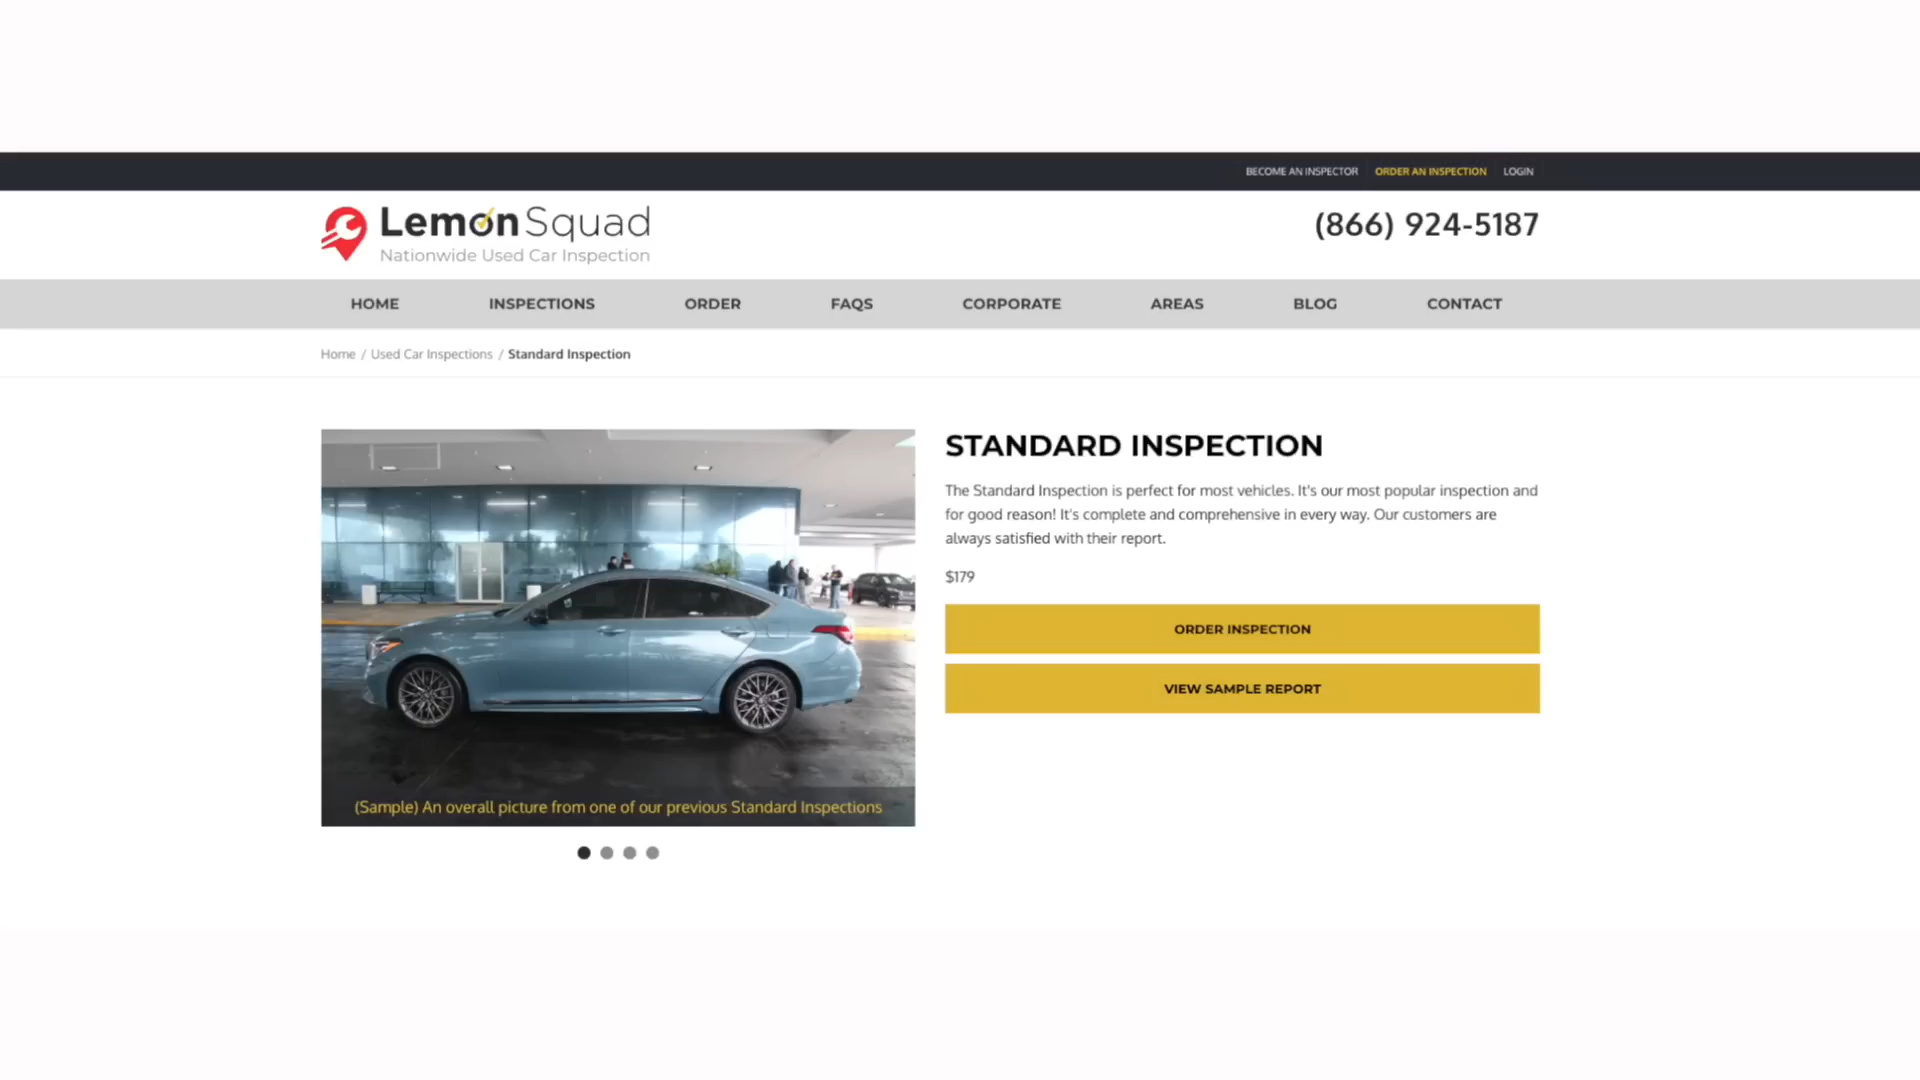 BECOME AN INSPECTOR ORDER AN INSPECTION LOGIN
LemonSquad
Nationwide Used Car Inspection
(866) 924-5187
HOME INSPECTIONS ORDER FAQS CORPORATE AREAS BLOG CONTACT
Home / Used Car Inspections / Standard Inspection
STANDARD INSPECTION
The Standard Inspection is perfect for most vehicles. It's our most popular inspection and
for good reason! It's complete and comprehensive in every way. Our customers are
always satisfied with their report.
$179
ORDER INSPECTION
VIEW SAMPLE REPORT
(Sample) An overall picture from one of our previous Standard Inspections